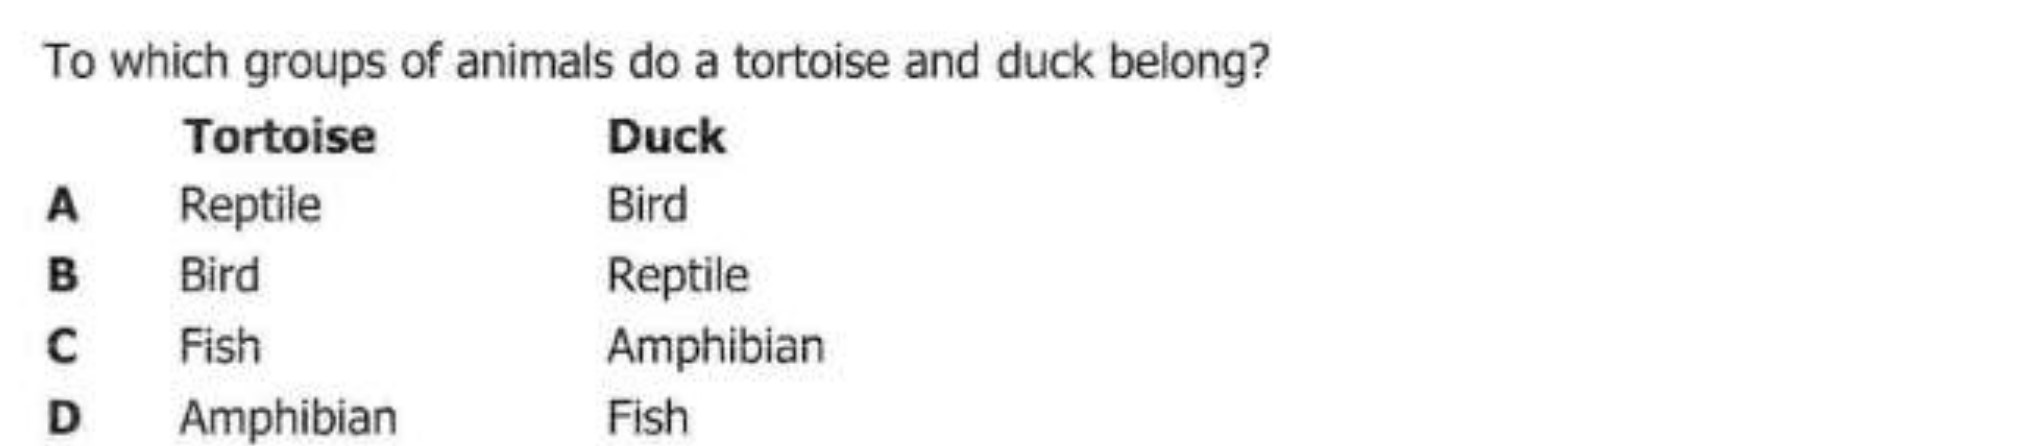 To which groups of animals do a tortoise and duck belong?
Tortoise Duck
A Reptile Bird
B Bird Reptile
C Fish Amphibian
D Amphibian Fish